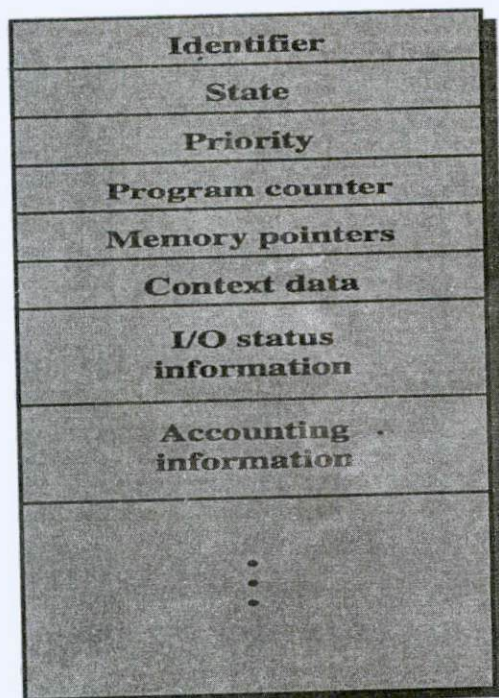 Identifier
State
Priority
Program counter
Memory pointers
Context data
I/O status
information
Accounting
information